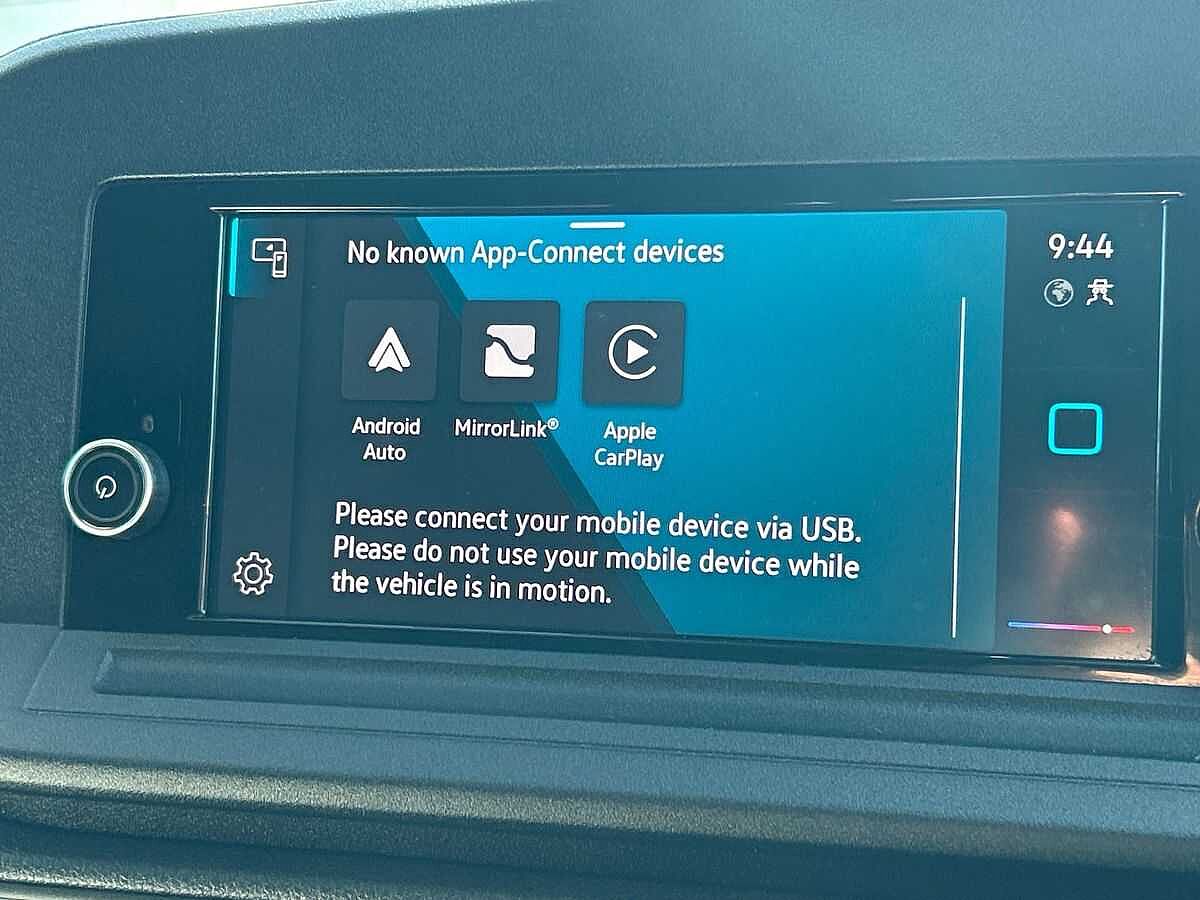 No known App-Connect devices
9:44
Android
Auto
MirrorLink®
Apple
CarPlay
Please connect your mobile device via USB.
Please do not use your mobile device while
the vehicle is in motion.